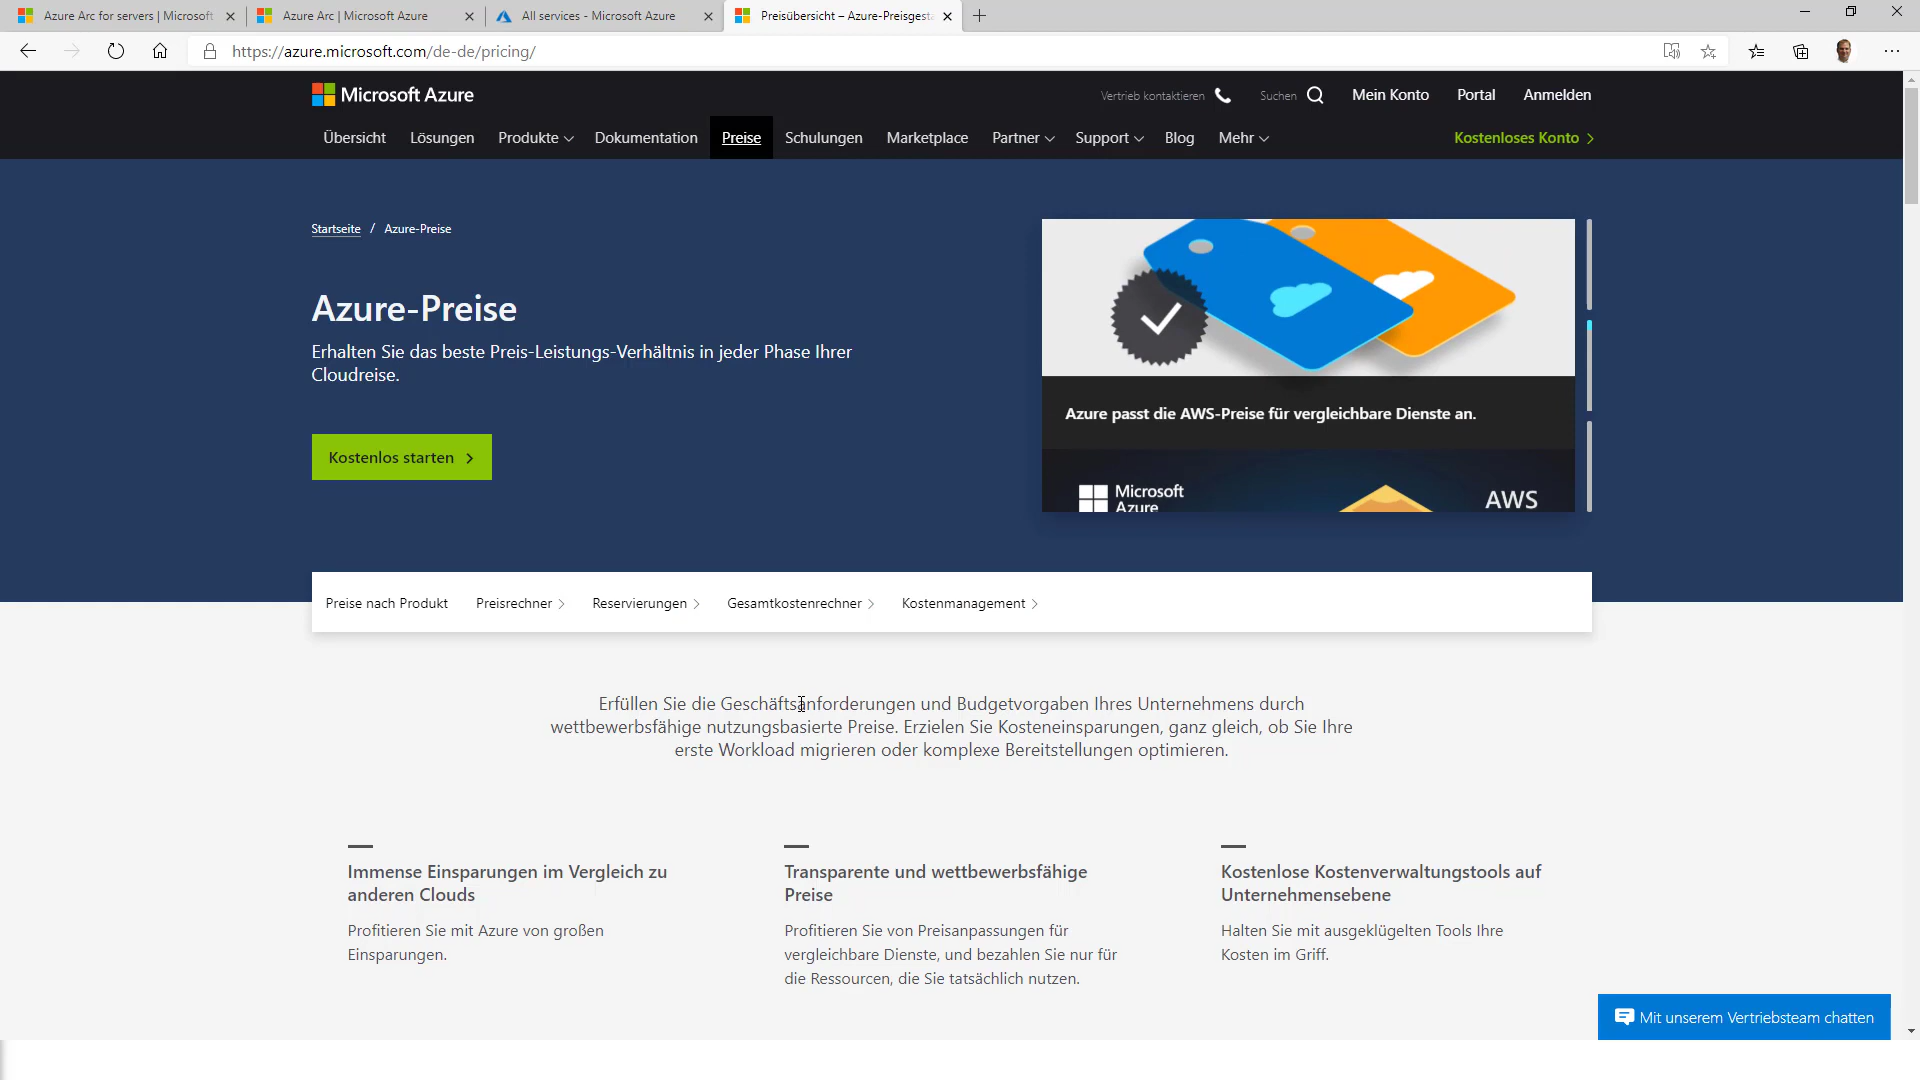 Azure Arc for servers | Microsoft
Azure Arc | Microsoft Azure
All services - Microsoft Azure
Preisübersicht – Azure-Preisgest
https://azure.microsoft.com/de-de/pricing/
Microsoft Azure
Vertrieb kontaktieren
Suchen
Mein Konto
Portal
Anmelden
Übersicht
Lösungen
Produkte
Dokumentation
Preise
Schulungen
Marketplace
Partner
Support
Blog
Mehr
Kostenloses Konto
Startseite / Azure-Preise
Azure-Preise
Erhalten Sie das beste Preis-Leistungs-Verhältnis in jeder Phase Ihrer
Cloudreise.
Kostenlos starten
Azure passt die AWS-Preise für vergleichbare Dienste an.
Microsoft
Azure
AWS
Preise nach Produkt
Preisrechner
Reservierungen
Gesamtkostenrechner
Kostenmanagement
Erfüllen Sie die Geschäftsanforderungen und Budgetvorgaben Ihres Unternehmens durch
wettbewerbsfähige nutzungsbasierte Preise. Erzielen Sie Kosteneinsparungen, ganz gleich, ob Sie Ihre
erste Workload migrieren oder komplexe Bereitstellungen optimieren.
Immense Einsparungen im Vergleich zu
anderen Clouds
Profitieren Sie mit Azure von großen
Einsparungen.
Transparente und wettbewerbsfähige
Preise
Profitieren Sie von Preisanpassungen für
vergleichbare Dienste, und bezahlen Sie nur für
die Ressourcen, die Sie tatsächlich nutzen.
Kostenlose Kostenverwaltungstools auf
Unternehmensebene
Halten Sie mit ausgeklügelten Tools Ihre
Kosten im Griff.
Mit unserem Vertriebsteam chatten